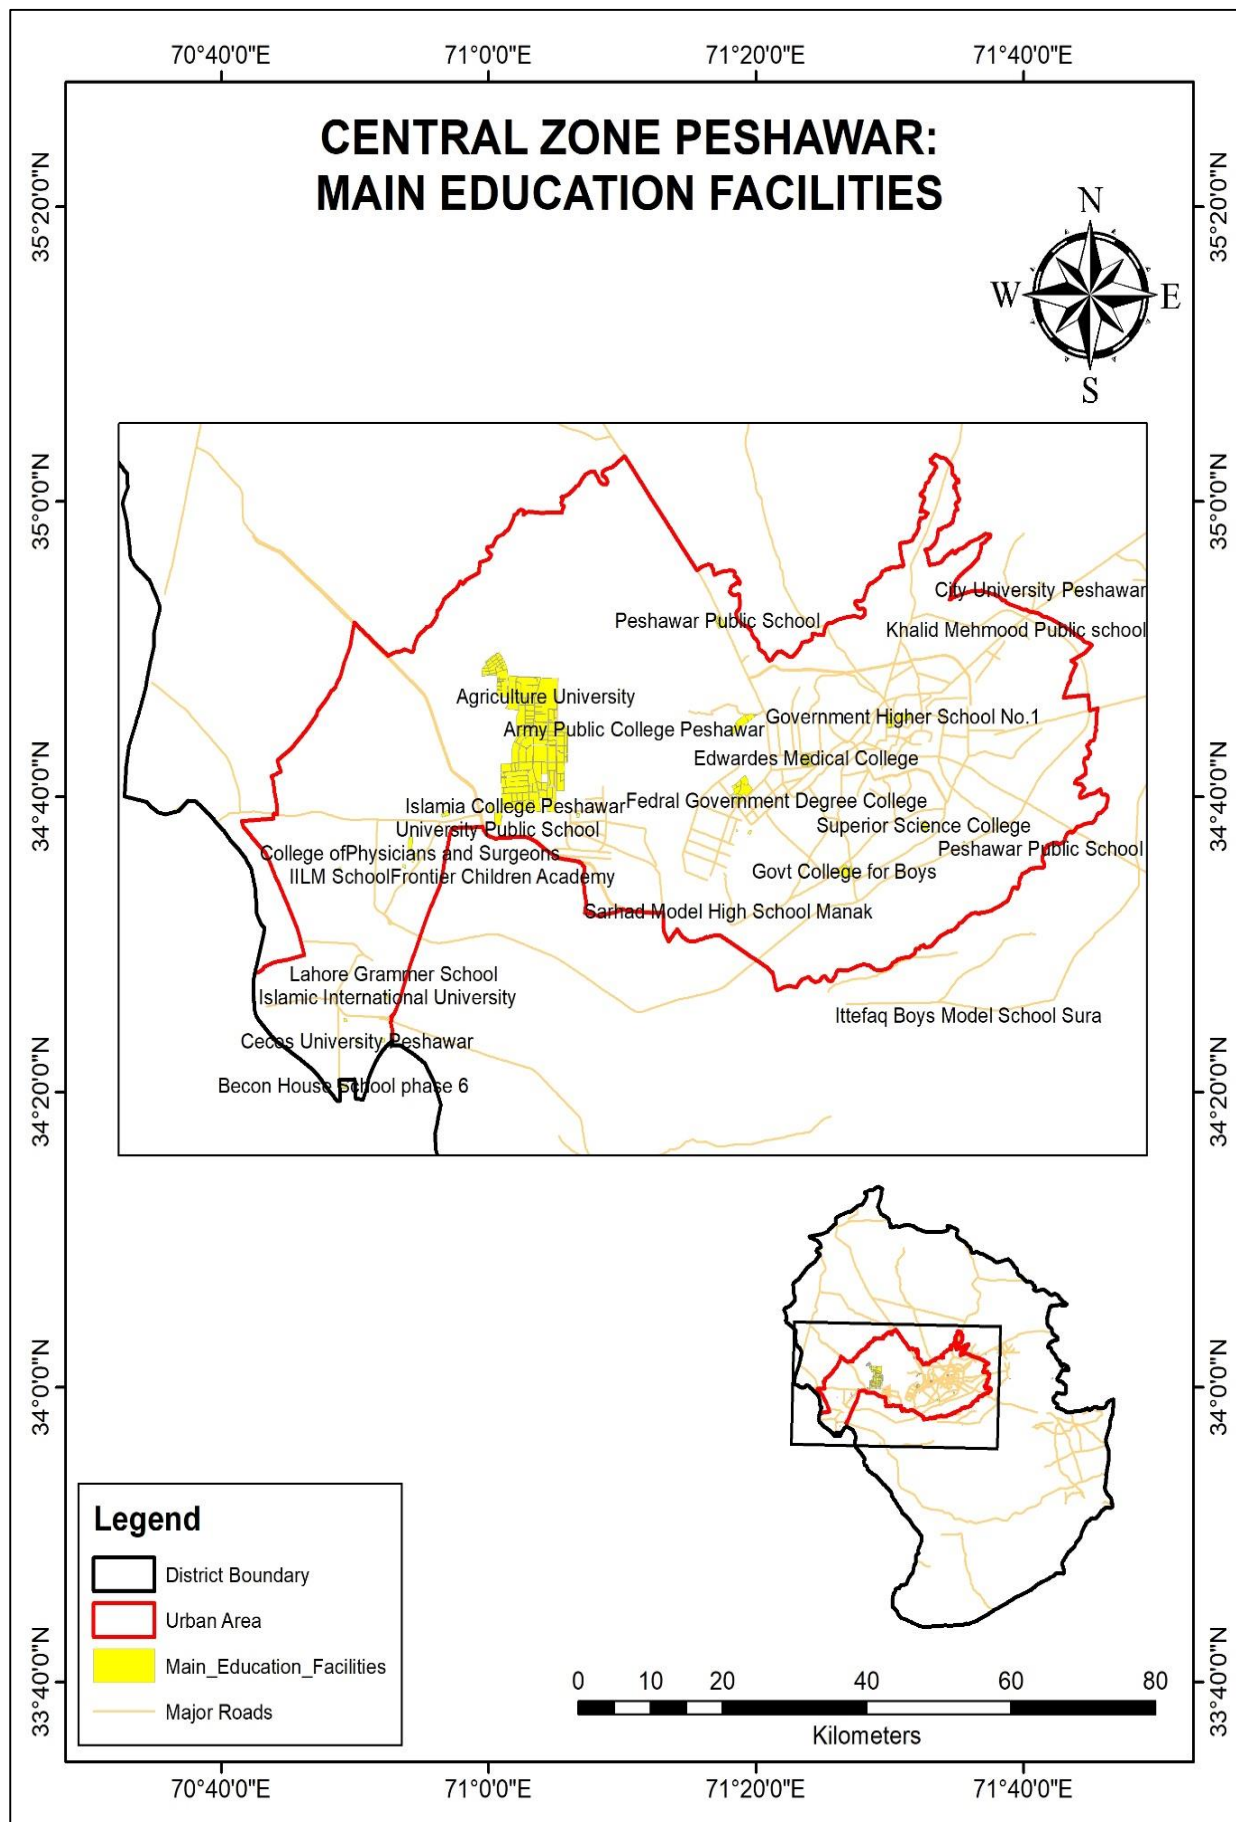 70°40'0"E 71°0'0"E 71°20'0"E 71°40'0"E
CENTRAL ZONE PESHAWAR:
MAIN EDUCATION FACILITIES
35°20'0"N 35°20'0"N
N
W E
S
35°0'0"N 35°0'0"N
City University Peshawar
Peshawar Public School
Khalid Mehmood Public school
Agriculture University
Government Higher School No.1
Army Public College Peshawar
Edwardes Medical College
34°40'0"N 34°40'0"N
Islamia College Peshawar Fedral Government Degree College
University Public School Superior Science College
Peshawar Public School
College ofPhysicians and Surgeons
IILM SchoolFrontier Children Academy
Govt College for Boys
Sarhad Model High School Manak
Lahore Grammer School
Islamic International University
Ittefaq Boys Model School Sura
Cecos University Peshawar
Becon House School phase 6
34°20'0"N 34°20'0"N
34°0'0"N 34°0'0"N
Legend
District Boundary
Urban Area
Main_Education_Facilities
Major Roads
33°40'0"N 33°40'0"N
0 10 20 40 60 80
Kilometers
70°40'0"E 71°0'0"E 71°20'0"E 71°40'0"E